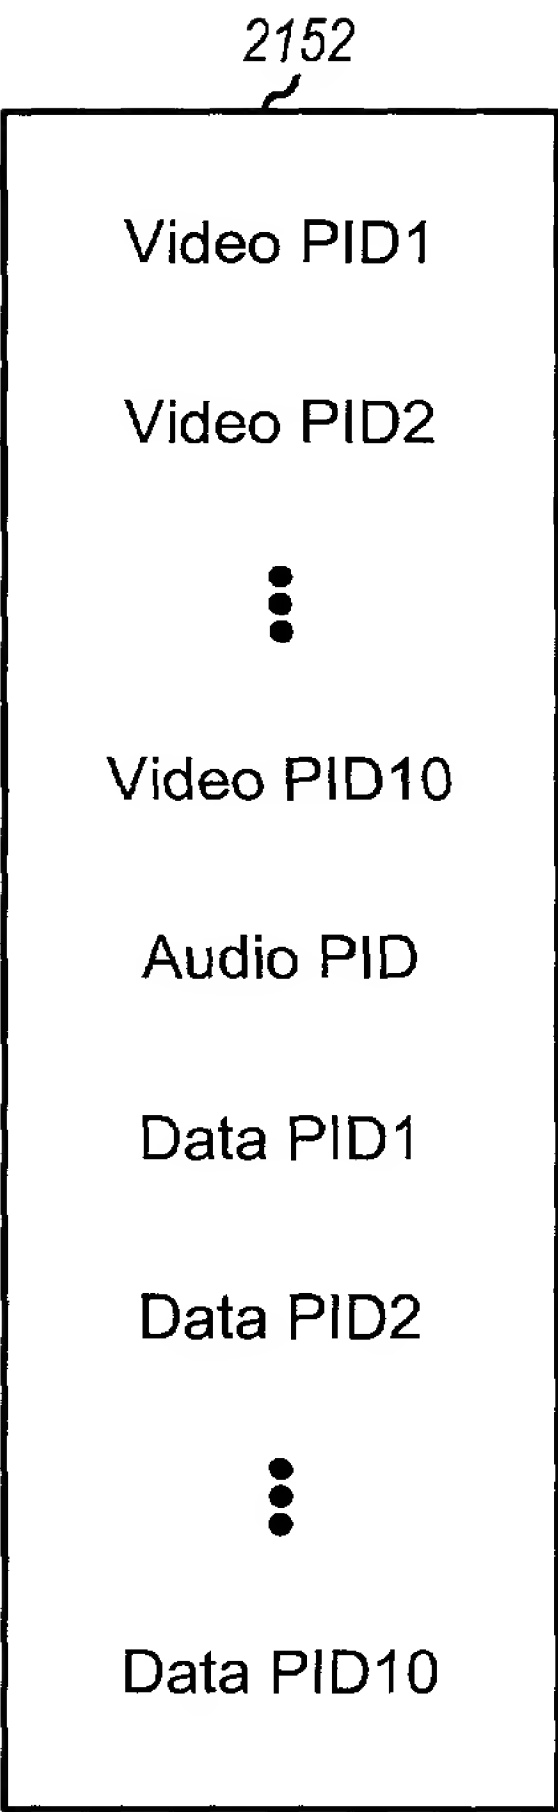 2152
Video PID1
Video PID2
Video PID10
Audio PID
Data PID1
Data PID2
Data PID10